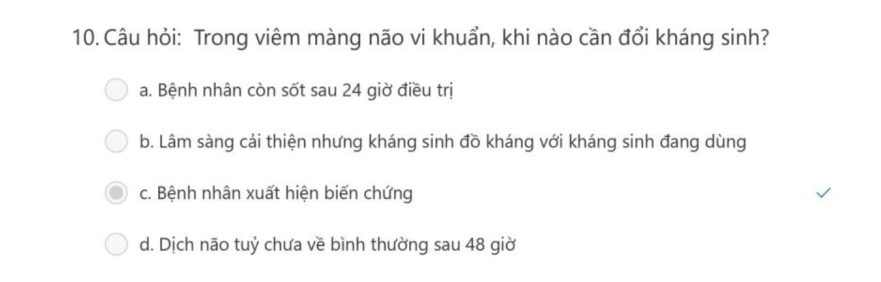 10. Câu hỏi: Trong viêm màng não vi khuẩn, khi nào cần đổi kháng sinh?
a. Bệnh nhân còn sốt sau 24 giờ điều trị
b. Lâm sàng cải thiện nhưng kháng sinh đồ kháng với kháng sinh đang dùng
c. Bệnh nhân xuất hiện biến chứng
d. Dịch não tuỷ chưa về bình thường sau 48 giờ